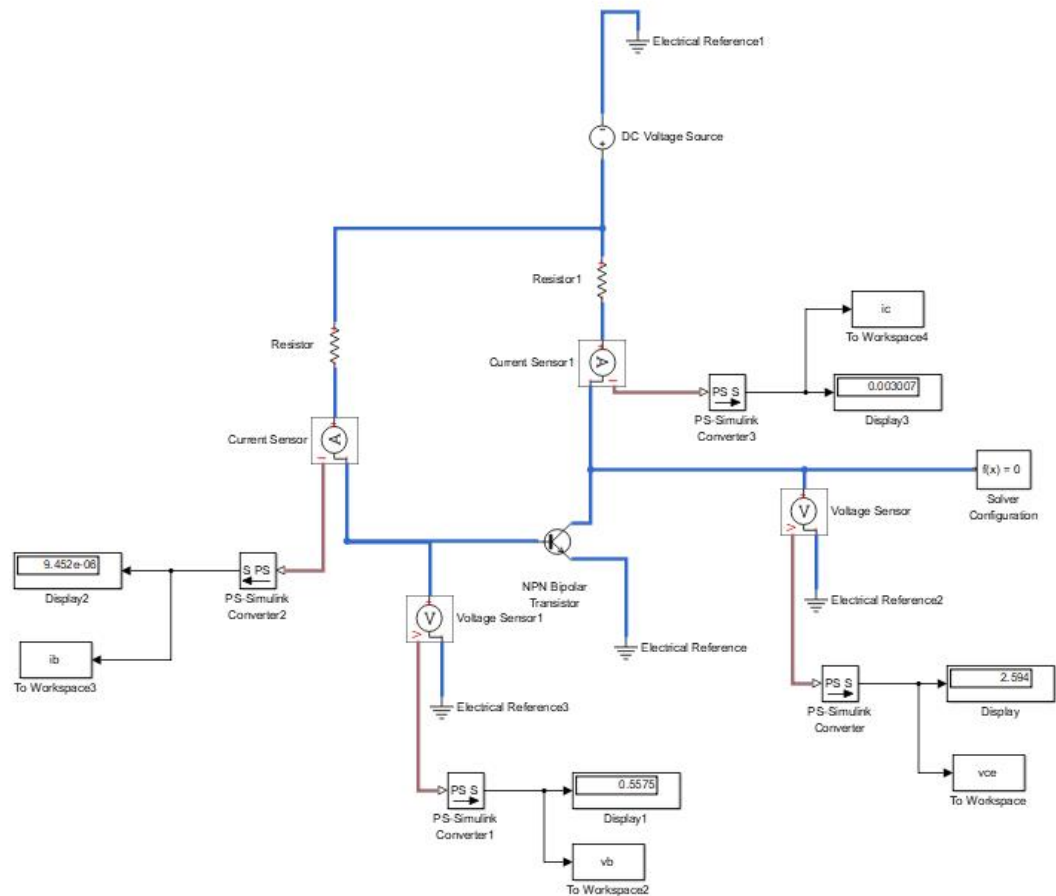 Electrical Reference1
DC Voltage Source
Resistor1
ic
To Workspace4
Resistor
Current Sensor1
A
0.003007
Display3
PS S
PS-Simulink
Converter3
Current Sensor
A
f(x) = 0
Solver
Configuration
V
Voltage Sensor
9.452e-06
Display2
S PS
PS-Simulink
Converter2
NPN Bipolar
Transistor
V
Voltage Sensor1
Electrical Reference2
ib
To Workspace3
Electrical Reference
PS S
PS-Simulink
Converter
2.594
Display
Electrical Reference3
vce
To Workspace
PS S
PS-Simulink
Converter1
0.5575
Display1
vb
To Workspace2